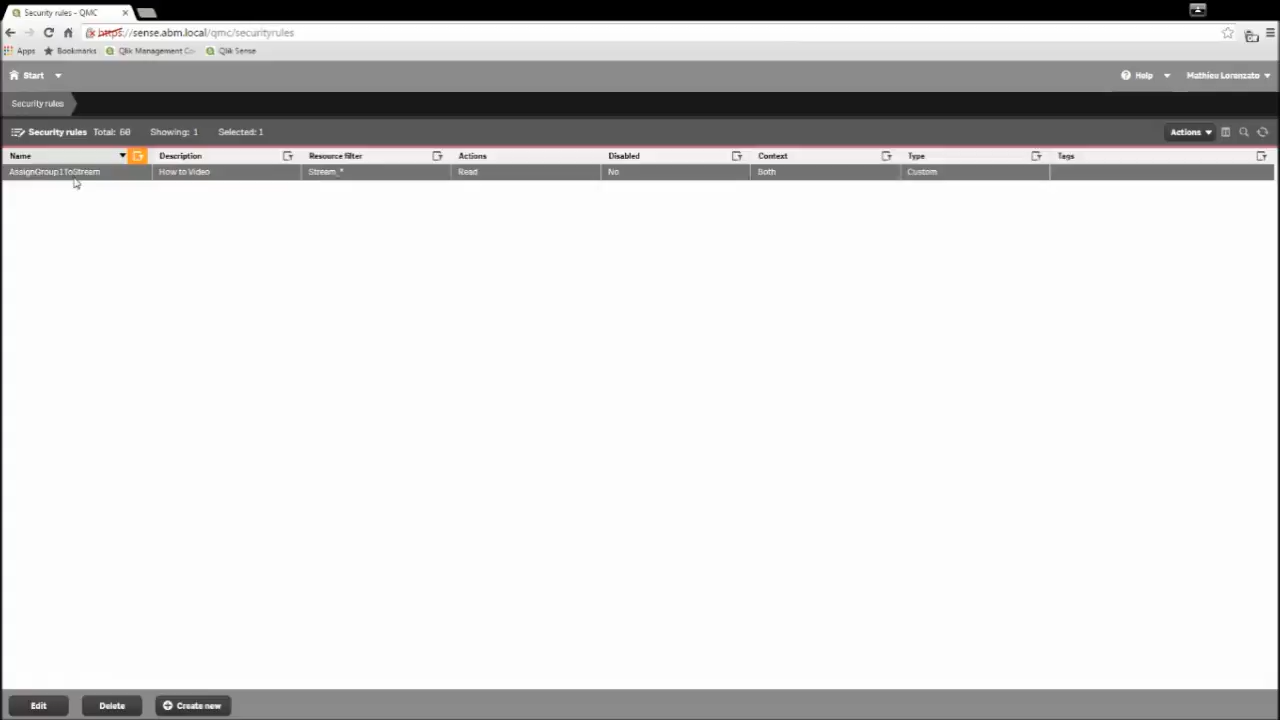 Security rules - QMC
https://sense.abm.local/qmc/securityrules
Apps Bookmarks Qlik Management Co Qlik Sense
Start Help Mathieu Lorenzato
Security rules
Security rules Total: 60 Showing: 1 Selected: 1 Actions
Name Description Resource filter Actions Disabled Context Type Tags
AssignGroup1ToStream How to Video Stream_* Read No Both Custom
Edit Delete Create new